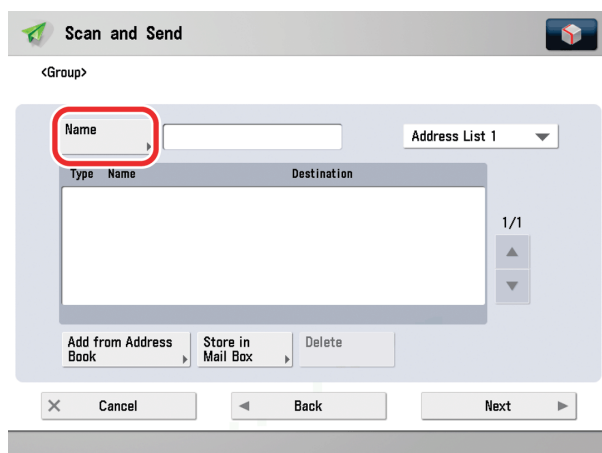 Scan and Send
<Group>
Name
Address List 1
Type Name Destination
1/1
Add from Address
Book
Store in
Mail Box
Delete
Cancel
Back
Next